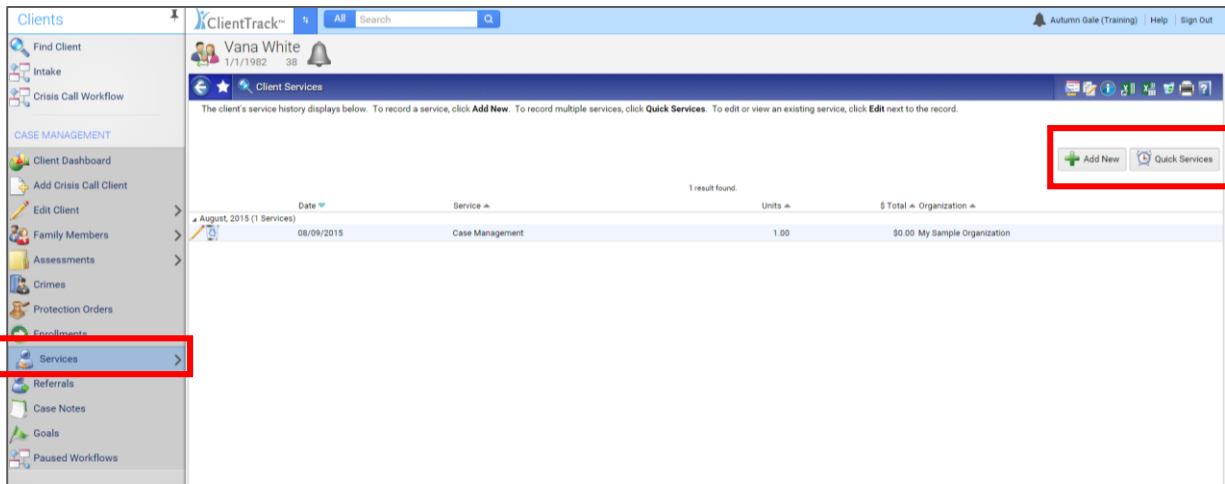 Clients
Find Client
Intake
Crisis Call Workflow
CASE MANAGEMENT
Client Dashboard
Add Crisis Call Client
Edit Client
Family Members
Assessments
Crimes
Protection Orders
Enrollments
Services
Referrals
Case Notes
Goals
Paused Workflows
ClientTrack™
All Search
Autumn Gale (Training) | Help | Sign Out
Vana White
1/1/1982 38
Client Services
The client's service history displays below. To record a service, click Add New. To record multiple services, click Quick Services. To edit or view an existing service, click Edit next to the record.
Add New Quick Services
1 result found.
Date Service Units $ Total Organization
August, 2015 (1 Services)
08/09/2015 Case Management 1.00 $0.00 My Sample Organization